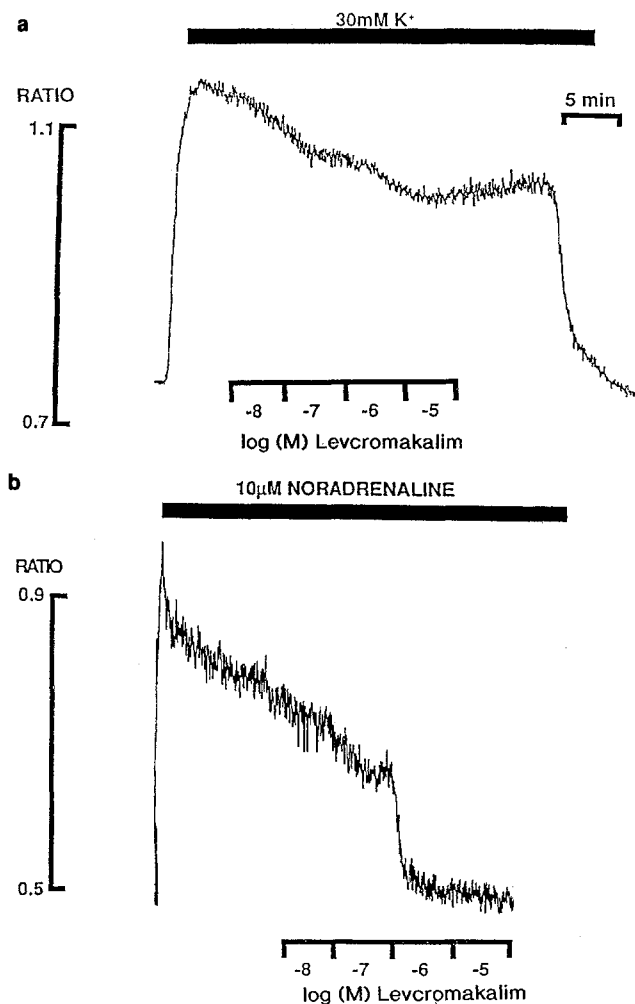 a
30mM K+
RATIO
5 min
1.1
0.7
-8 -7 -6 -5
log (M) Levcromakalim
b
10µM NORADRENALINE
RATIO
0.9
0.5
-8 -7 -6 -5
log (M) Levcromakalim